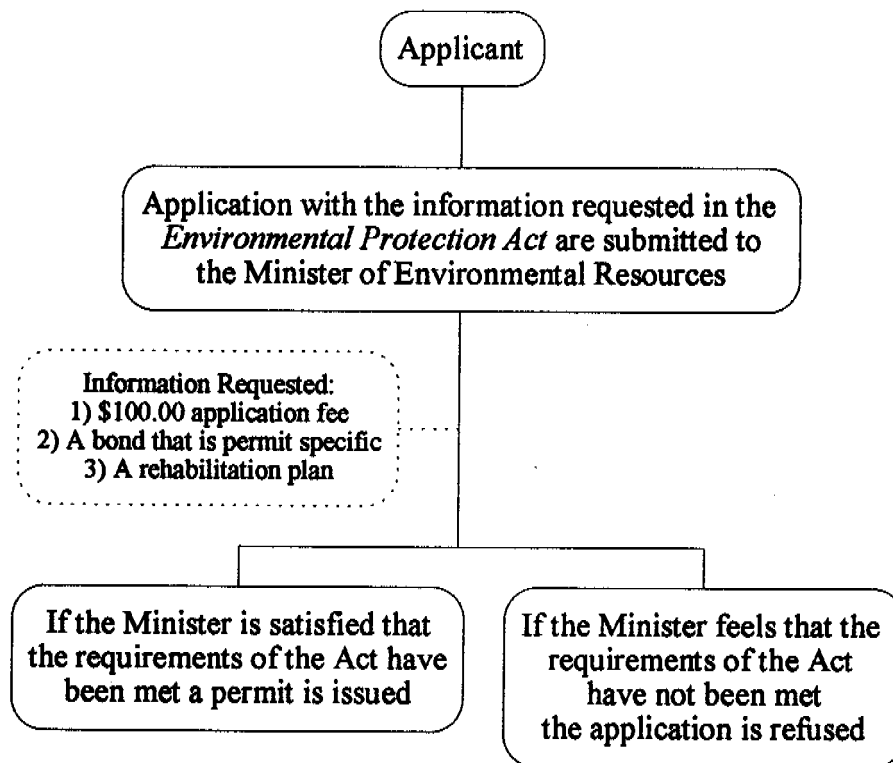 Applicant
Application with the information requested in the
Environmental Protection Act are submitted to
the Minister of Environmental Resources
Information Requested:
1) $100.00 application fee
2) A bond that is permit specific
3) A rehabilitation plan
If the Minister is satisfied that
the requirements of the Act have
been met a permit is issued
If the Minister feels that the
requirements of the Act
have not been met
the application is refused